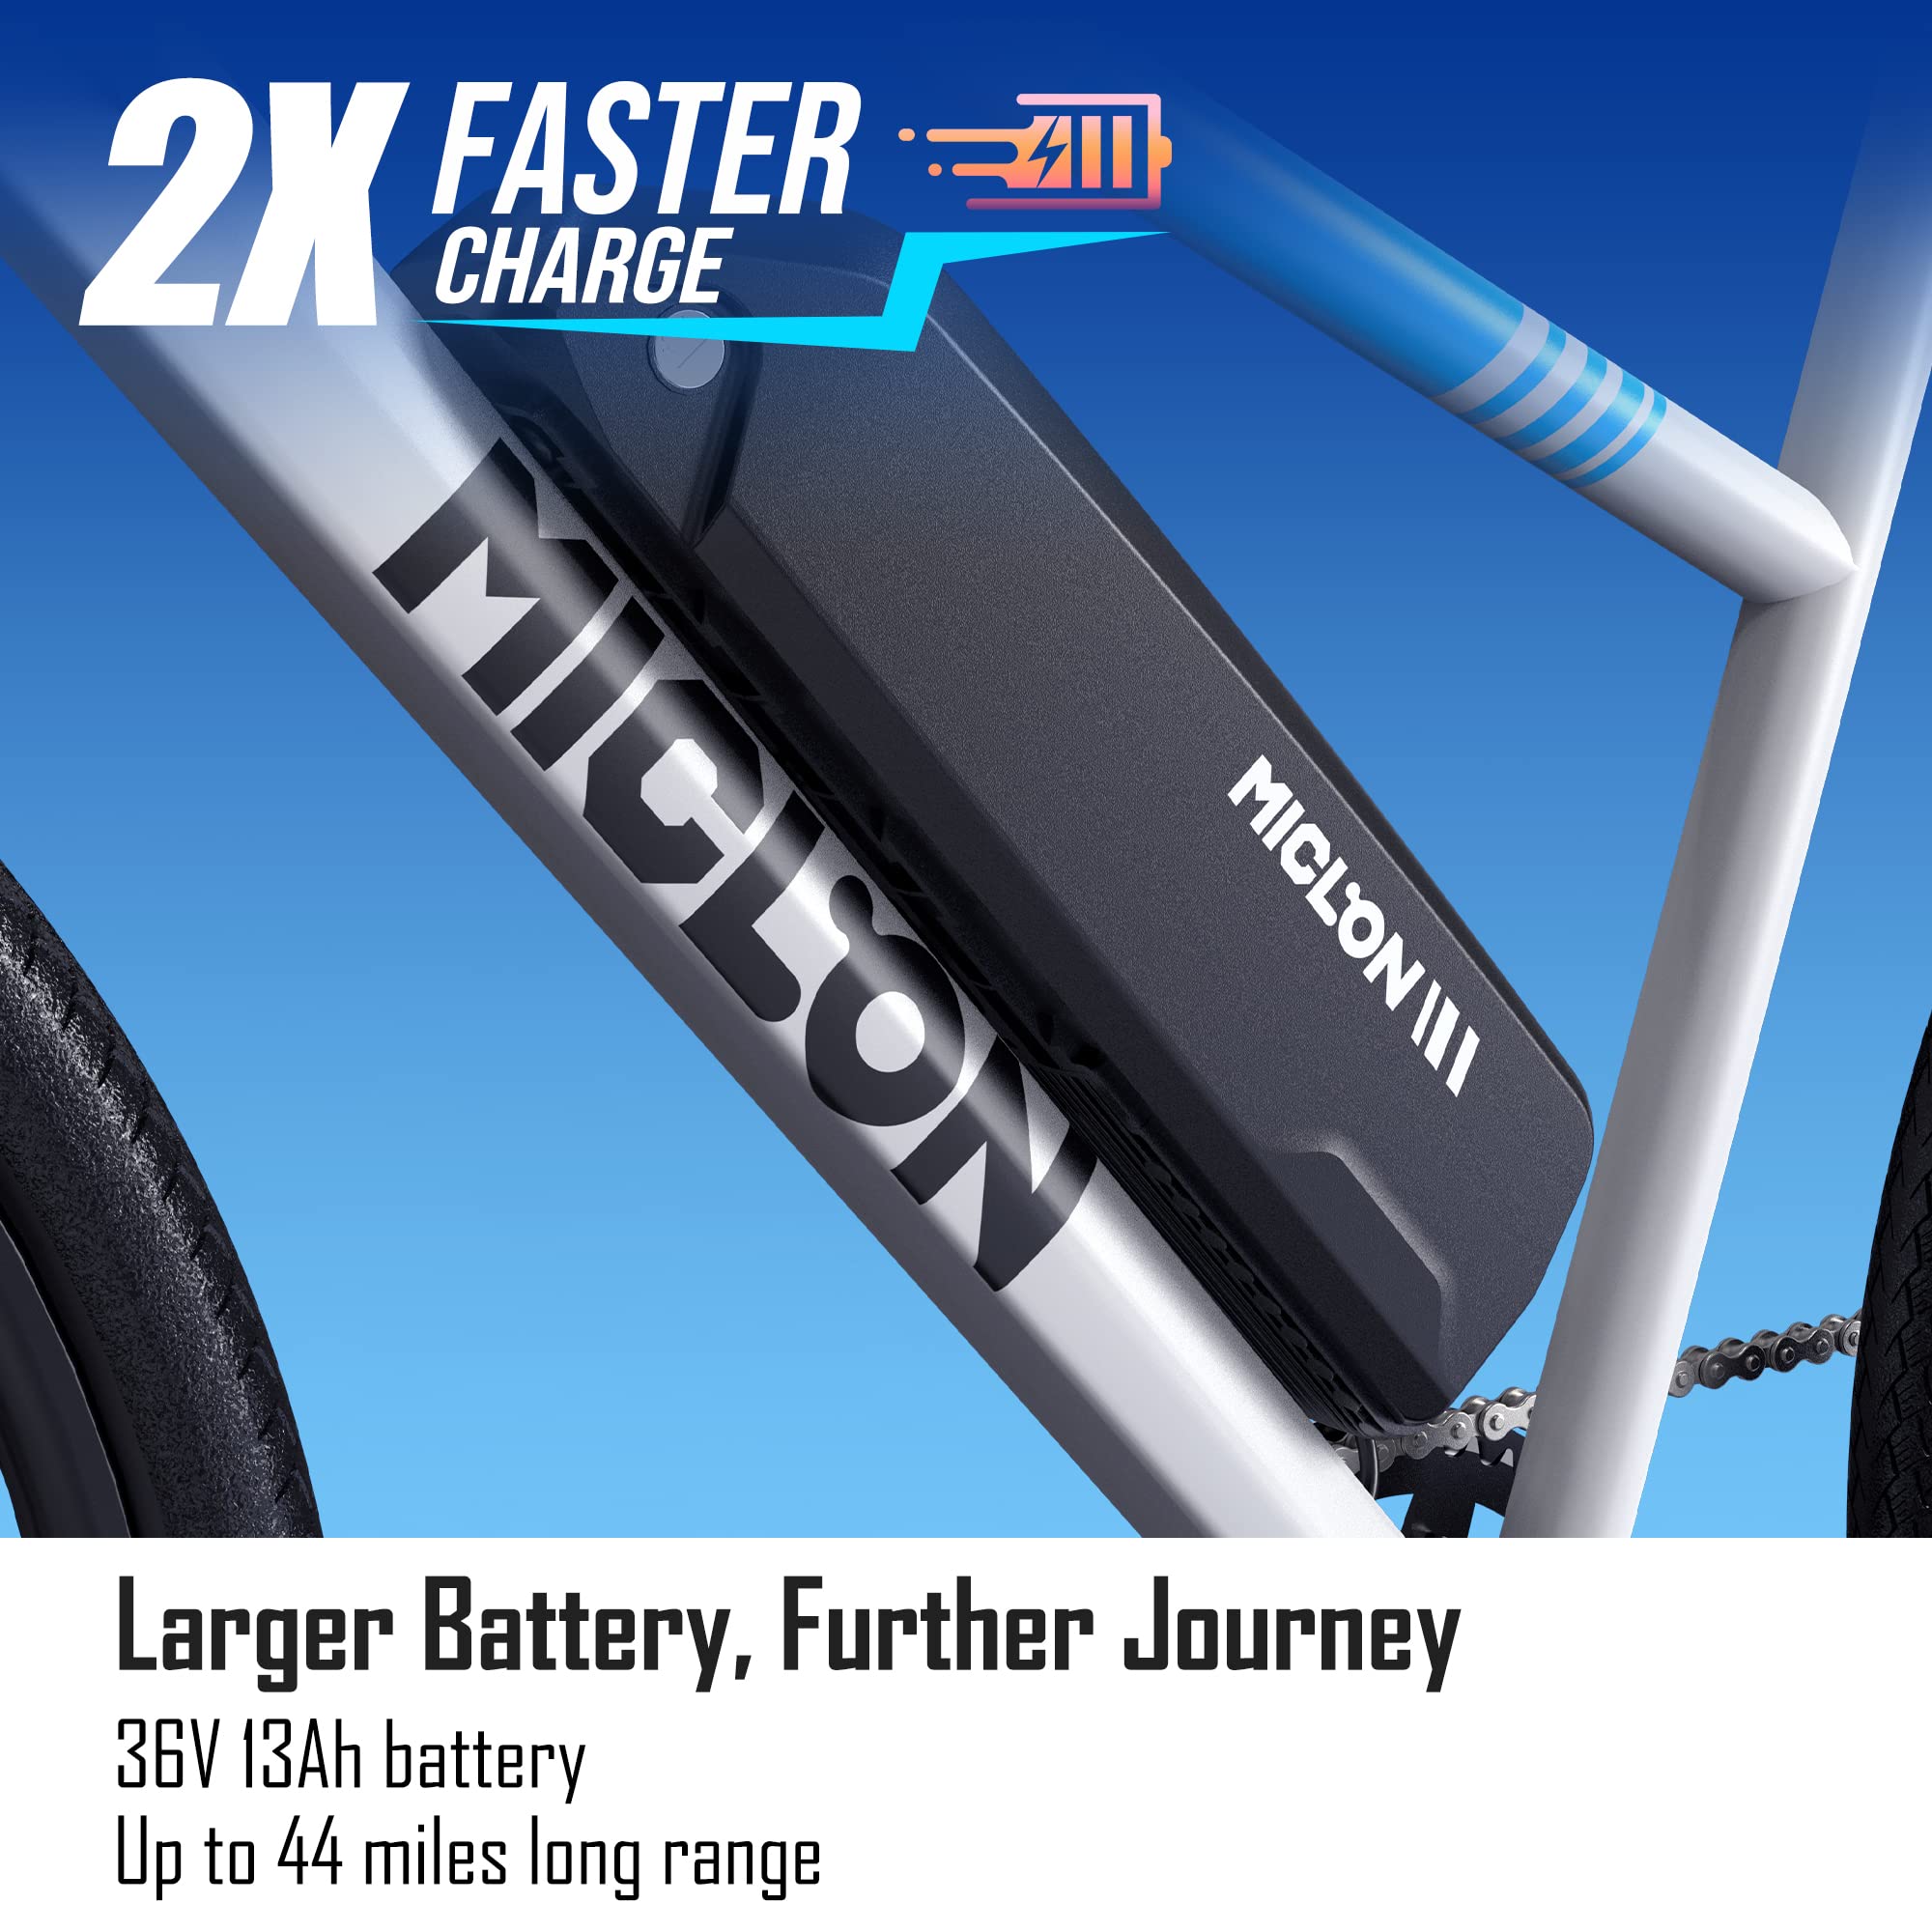 2X FASTER
CHARGE
MICLON
MICLON
Larger Battery, Further Journey
36V 13Ah battery
Up to 44 miles long range